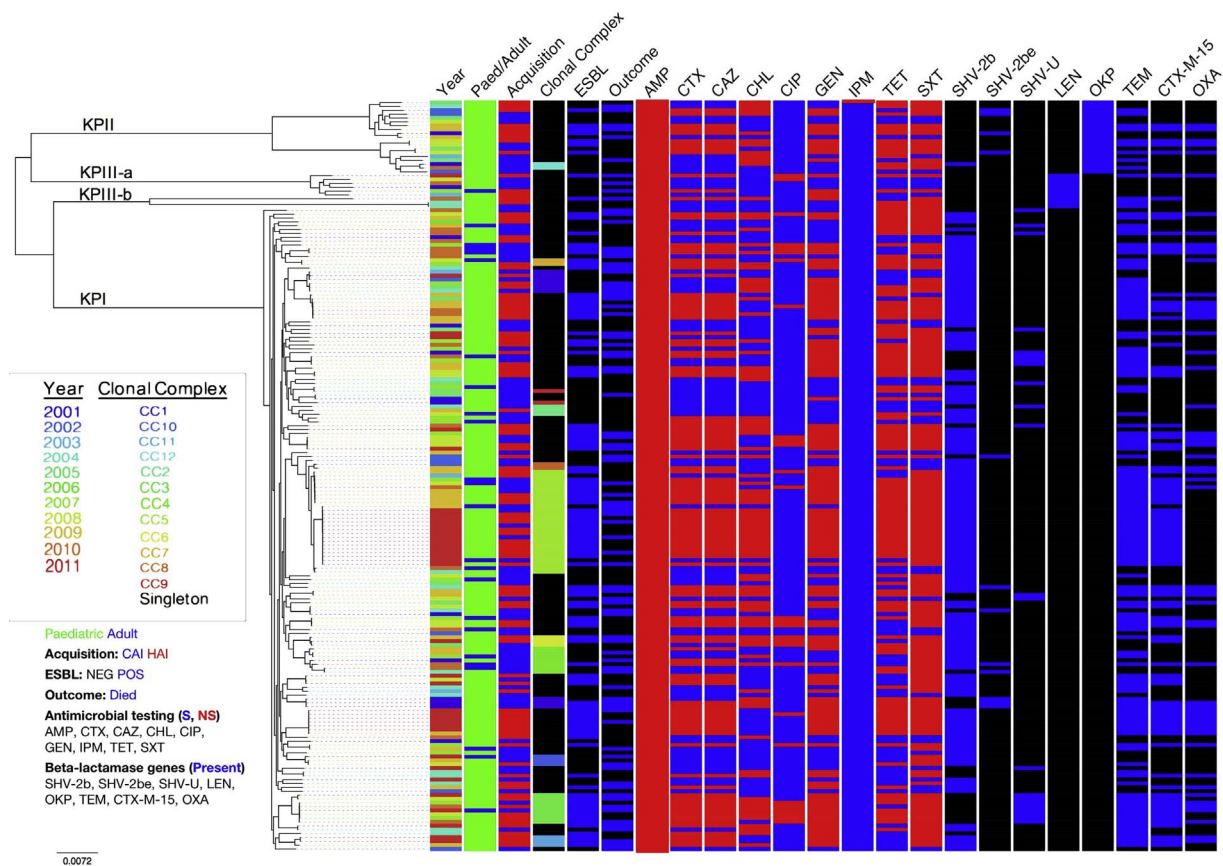 Year
Paed/Adult
Acquisition
Clonal Complex
ESBL
Outcome
AMP
CTX
CAZ
CHL
CIP
GEN
IPM
TET
SXT
SHV-2b
SHV-2be
SHV-U
LEN
OKP
TEM
CTX-M-15
OXA
KPII
KPIII-a
KPIII-b
KPI
Year Clonal Complex
2001 CC1
2002 CC10
2003 CC11
2004 CC12
2005 CC2
2006 CC3
2007 CC4
2008 CC5
2009 CC6
2010 CC7
2011 CC8
CC9
Singleton
Paediatric Adult
Acquisition: CAI HAI
ESBL: NEG POS
Outcome: Died
Antimicrobial testing (S, NS)
AMP, CTX, CAZ, CHL, CIP,
GEN, IPM, TET, SXT
Beta-lactamase genes (Present)
SHV-2b, SHV-2be, SHV-U, LEN,
OKP, TEM, CTX-M-15, OXA
0.0072